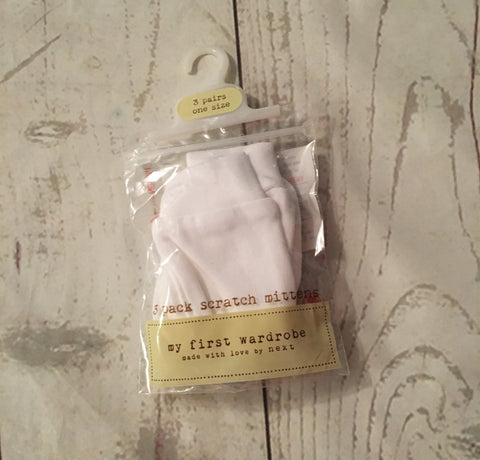 3 pairs
one size
3 pack scratch mittens
my first wardrobe
made with love by next